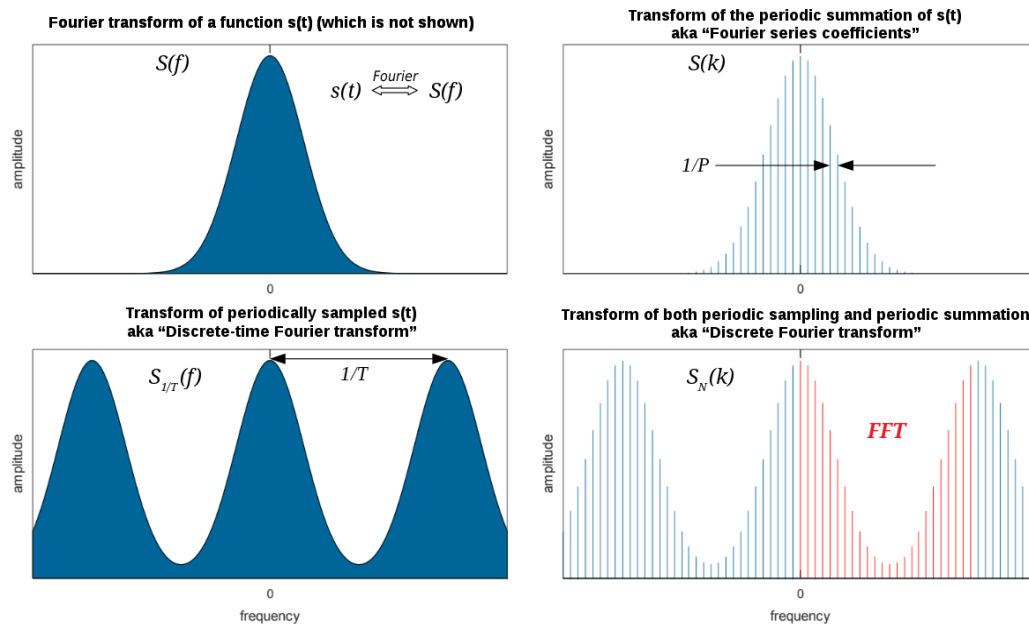 Fourier transform of a function s(t) (which is not shown)
S(f)
Fourier
s(t) ⟺ S(f)
amplitude
0
Transform of the periodic summation of s(t)
aka “Fourier series coefficients”
S(k)
1/P
amplitude
0
Transform of periodically sampled s(t)
aka “Discrete-time Fourier transform”
S1/T(f)
1/T
amplitude
0
frequency
Transform of both periodic sampling and periodic summation
aka “Discrete Fourier transform”
SN(k)
FFT
amplitude
0
frequency